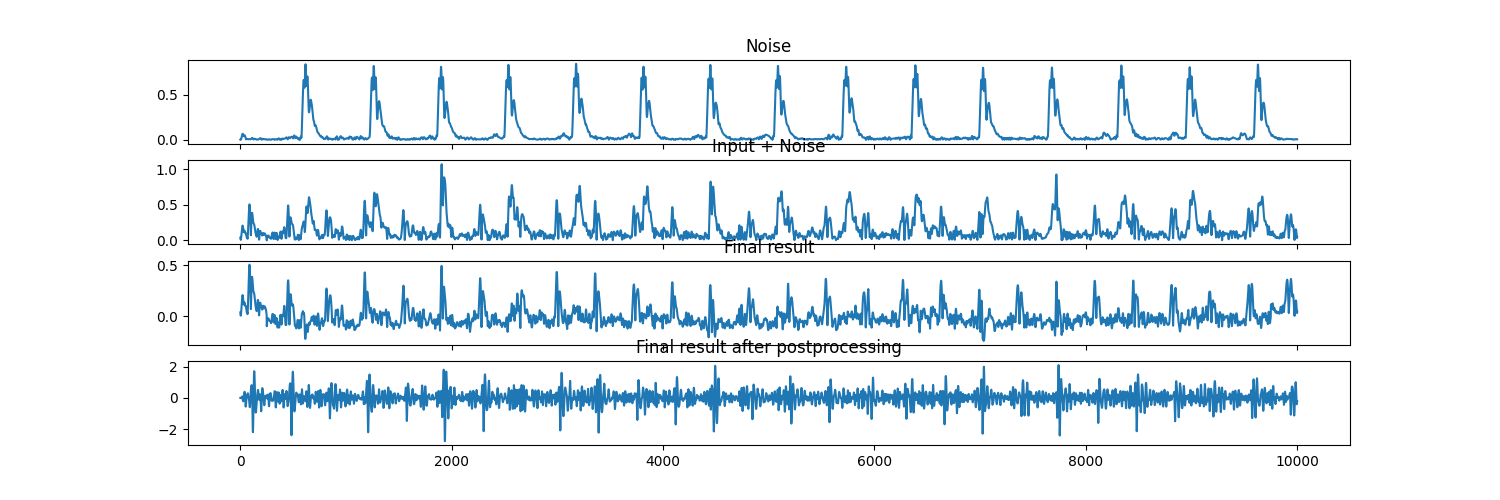 Noise
0.5
0.0
Input + Noise
1.0
0.5
0.0
Final result
0.5
0.0
Final result after postprocessing
2
0
−2
0 2000 4000 6000 8000 10000